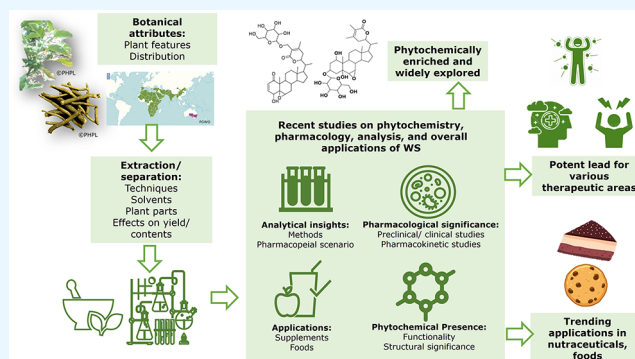 Botanical
attributes:
Plant features
Distribution
©PHPL
©PHPL
Extraction/
separation:
Techniques
Solvents
Plant parts
Effects on yield/
contents
Phytochemically
enriched and
widely explored
Recent studies on phytochemistry,
pharmacology, analysis, and overall
applications of WS
Analytical insights:
Methods
Pharmacopeial scenario
Pharmacological significance:
Preclinical/ clinical studies
Pharmacokinetic studies
Applications:
Supplements
Foods
Phytochemical Presence:
Functionality
Structural significance
Potent lead for
various
therapeutic areas
Trending
applications in
nutraceuticals,
foods